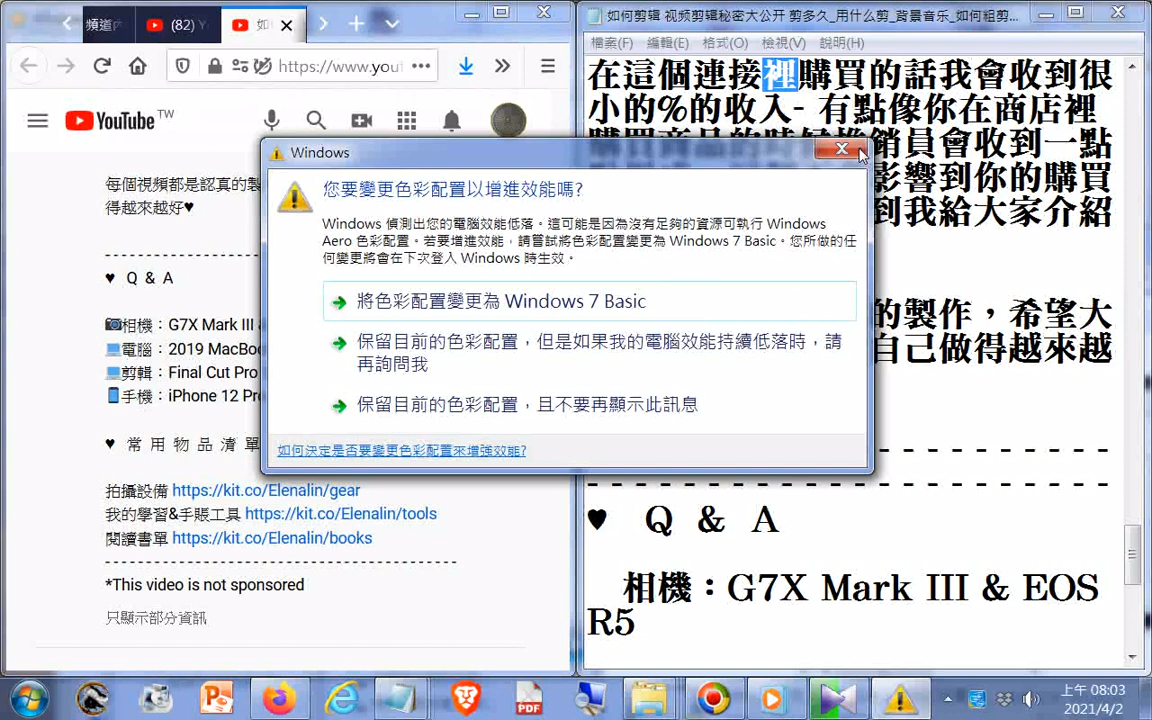 頻道內
(82) Y
如何
https://www.you
YouTube TW
每個視頻都是認真的製
得越來越好♥
- - - - - - - - - - - - - - - - - - - -
♥ Q & A
相機：G7X Mark III &
電腦：2019 MacBo
剪輯：Final Cut Pro
手機：iPhone 12 Pr
♥ 常 用 物 品 清 單
拍攝設備 https://kit.co/Elenalin/gear
我的學習&手賬工具 https://kit.co/Elenalin/tools
閱讀書單 https://kit.co/Elenalin/books
- - - - - - - - - - - - - - - - - - - - - - - - - - - - - - - - - - - - - - - - - - -
*This video is not sponsored
只顯示部分資訊
Windows
您要變更色彩配置以增進效能嗎?
Windows 偵測出您的電腦效能低落。這可能是因為沒有足夠的資源可執行 Windows
Aero 色彩配置。若要增進效能，請嘗試將色彩配置變更為 Windows 7 Basic。您所做的任
何變更將會在下次登入 Windows 時生效。
將色彩配置變更為 Windows 7 Basic
保留目前的色彩配置，但是如果我的電腦效能持續低落時，請
再詢問我
保留目前的色彩配置，且不要再顯示此訊息
如何決定是否要變更色彩配置來增強效能?
如何剪辑 视频剪辑秘密大公开 剪多久_用什么剪_背景音乐_如何粗剪...
檔案(F) 編輯(E) 格式(O) 檢視(V) 說明(H)
在這個連接裡購買的話我會收到很
小的%的收入- 有點像你在商店裡
購買商品的時候推銷員會收到一點
影響到你的購買
到我給大家介紹
的製作，希望大
自己做得越來越
- - - - - - - - - -
- - - - - - - - - - - - - - - - - - - -
♥ Q & A
相機：G7X Mark III & EOS
R5
PDF
上午 08:03
2021/4/2